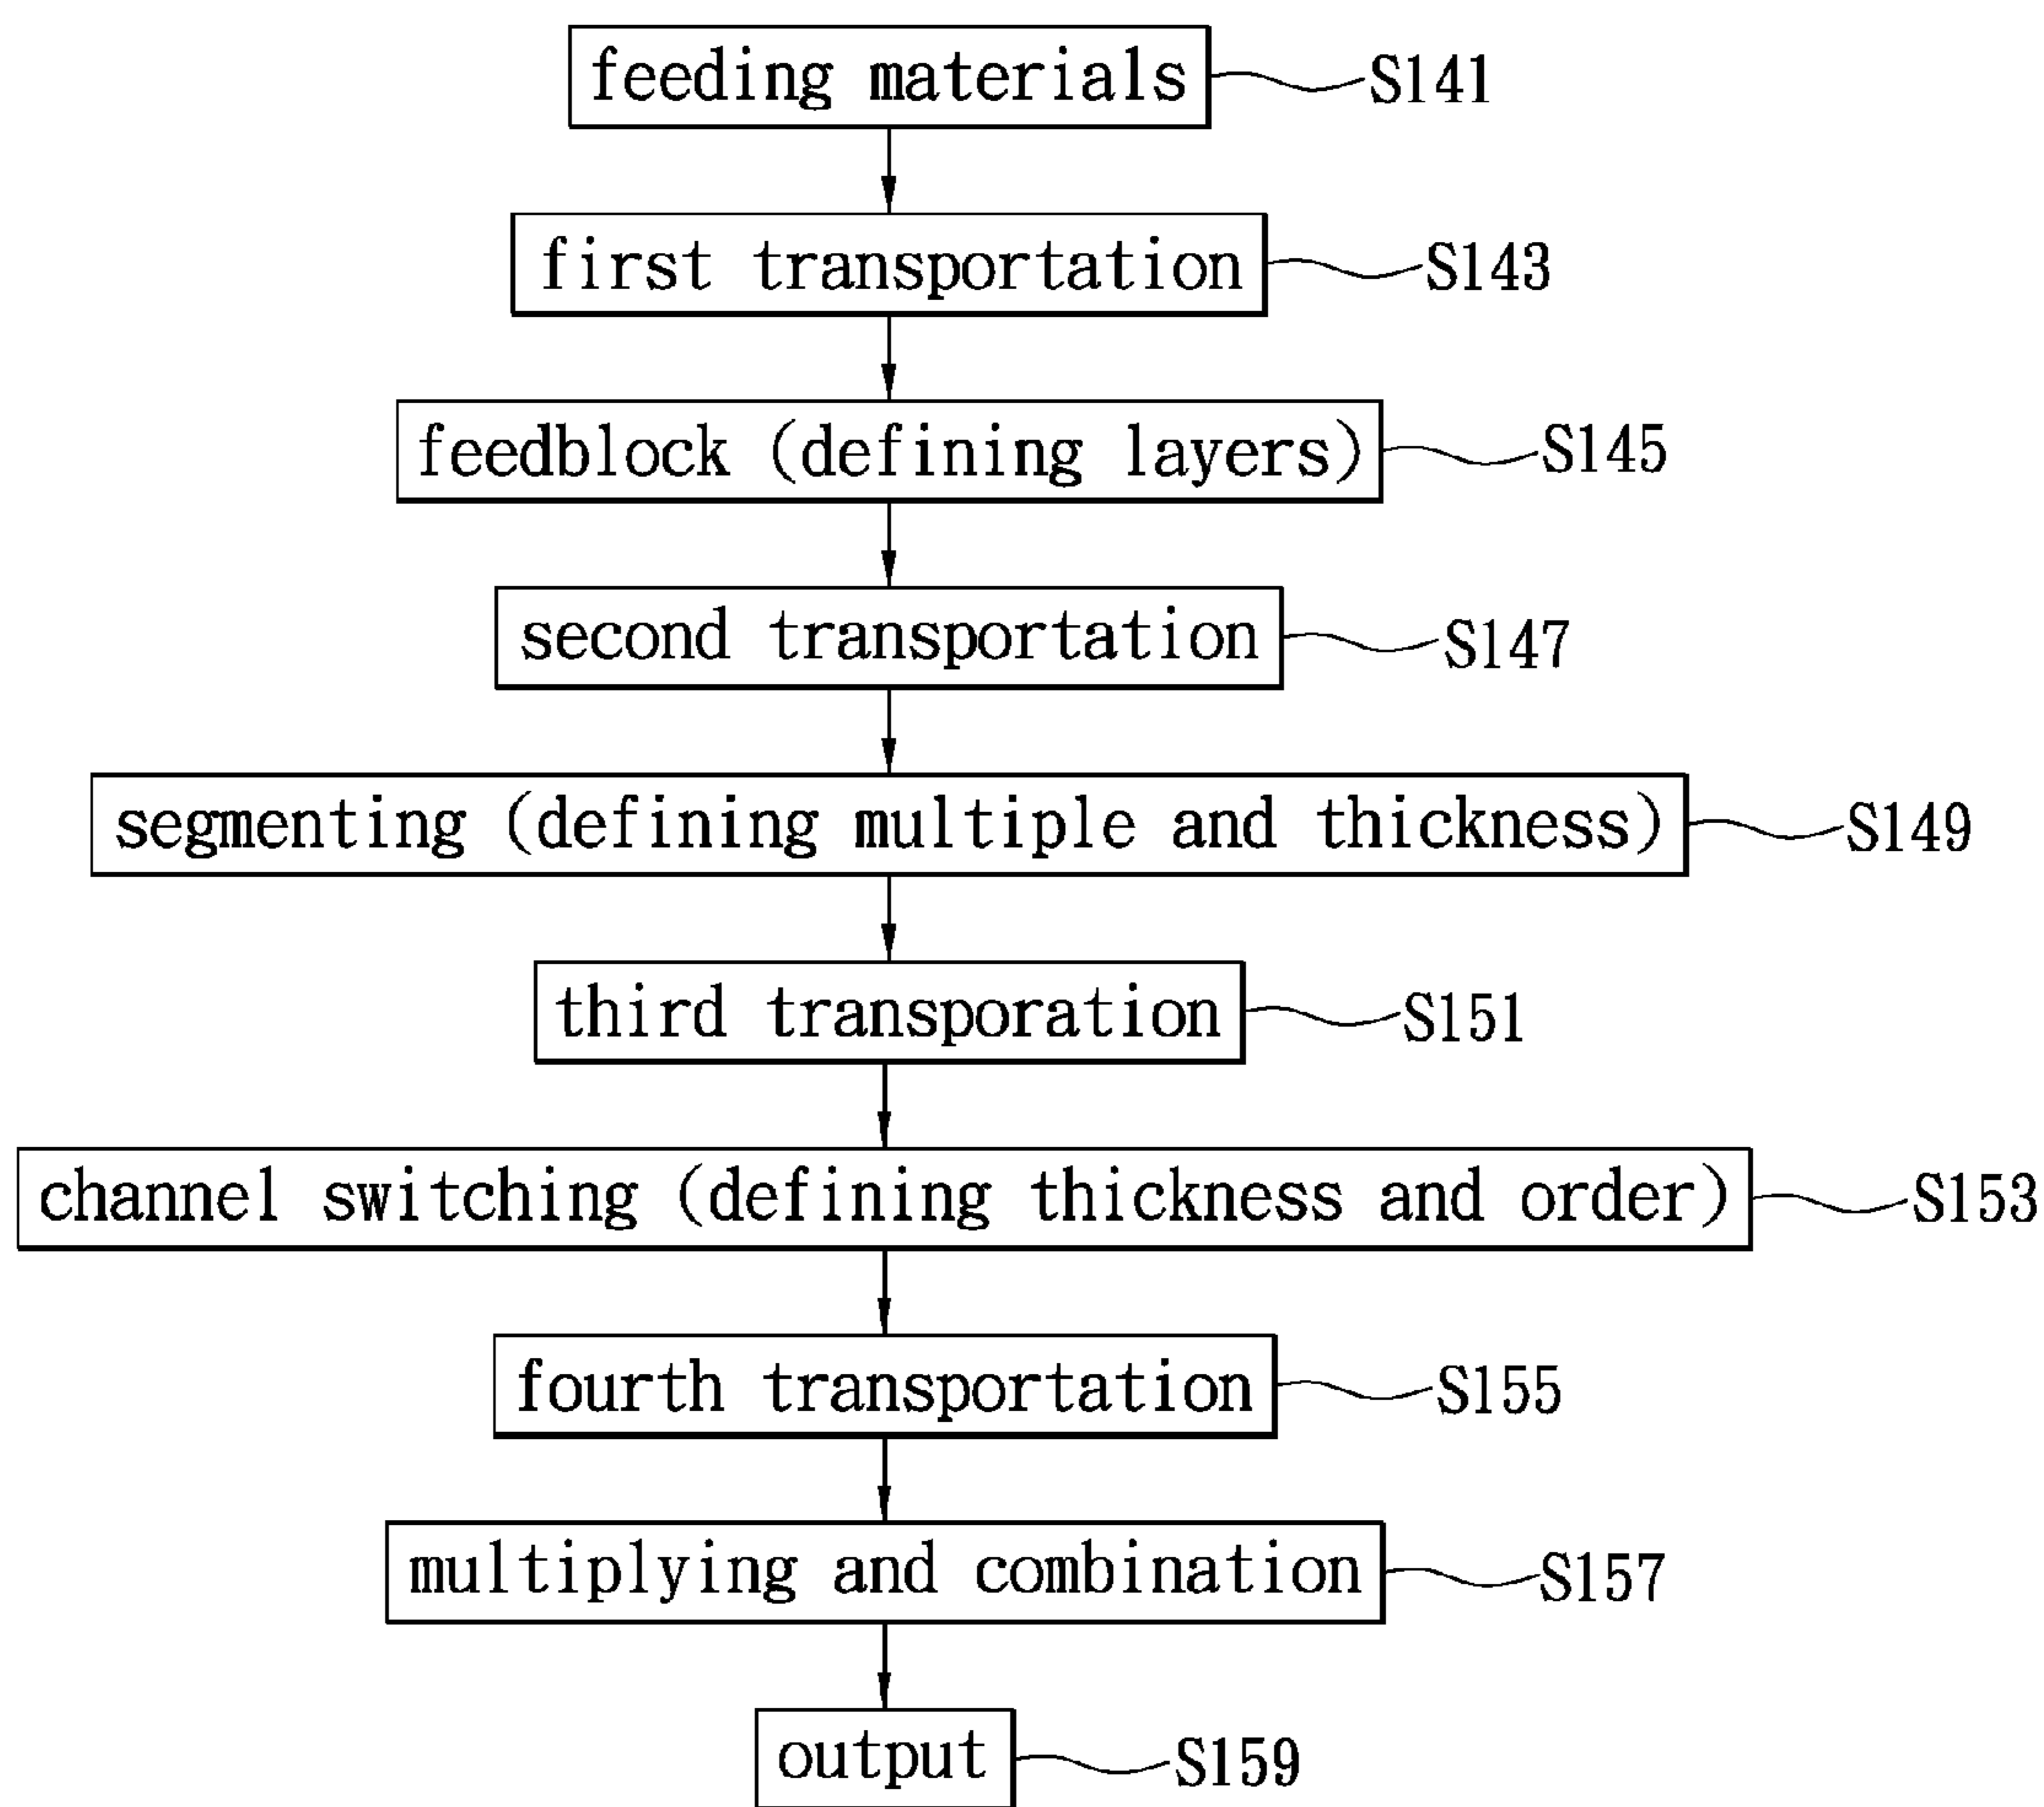 feeding materials S141
first transportation S143
feedblock (defining layers) S145
second transportation S147
segmenting (defining multiple and thickness) S149
third transporation S151
channel switching (defining thickness and order) S153
fourth transportation S155
multiplying and combination S157
output S159